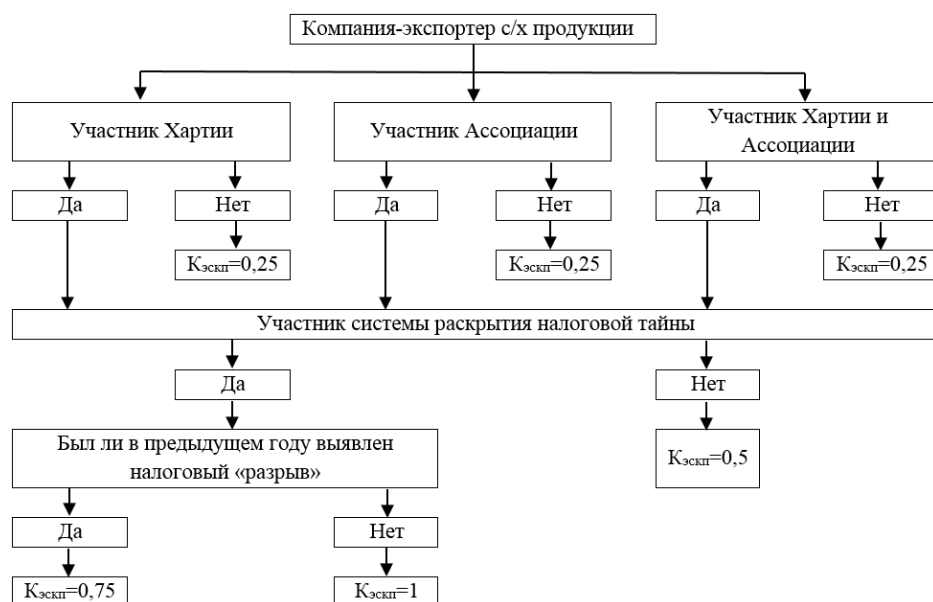 Компания-экспортер с/х продукции
Участник Хартии
Участник Ассоциации
Участник Хартии и
Ассоциации
Да
Нет
Да
Нет
Да
Нет
Кэскп=0,25
Кэскп=0,25
Кэскп=0,25
Участник системы раскрытия налоговой тайны
Да
Нет
Был ли в предыдущем году выявлен
налоговый «разрыв»
Кэскп=0,5
Да
Нет
Кэскп=0,75
Кэскп=1